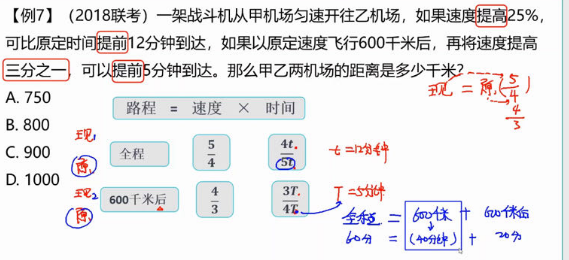 【例7】（2018联考）一架战斗机从甲机场匀速开往乙机场，如果速度提高25%，
可比原定时间提前12分钟到达，如果以原定速度飞行600千米后，再将速度提高
三分之一，可以提前5分钟到达。那么甲乙两机场的距离是多少千米？
A. 750
B. 800
C. 900
D. 1000
现 = 原 (5/4)
4/3
路程 = 速度 × 时间
现1
原
全程 5/4 4t/5t
t=12分钟
现2
原
600千米后 4/3 3T/4T
T=5分钟
全程 = 600千米 + 600千米后
60分 = (40分钟) + 20分